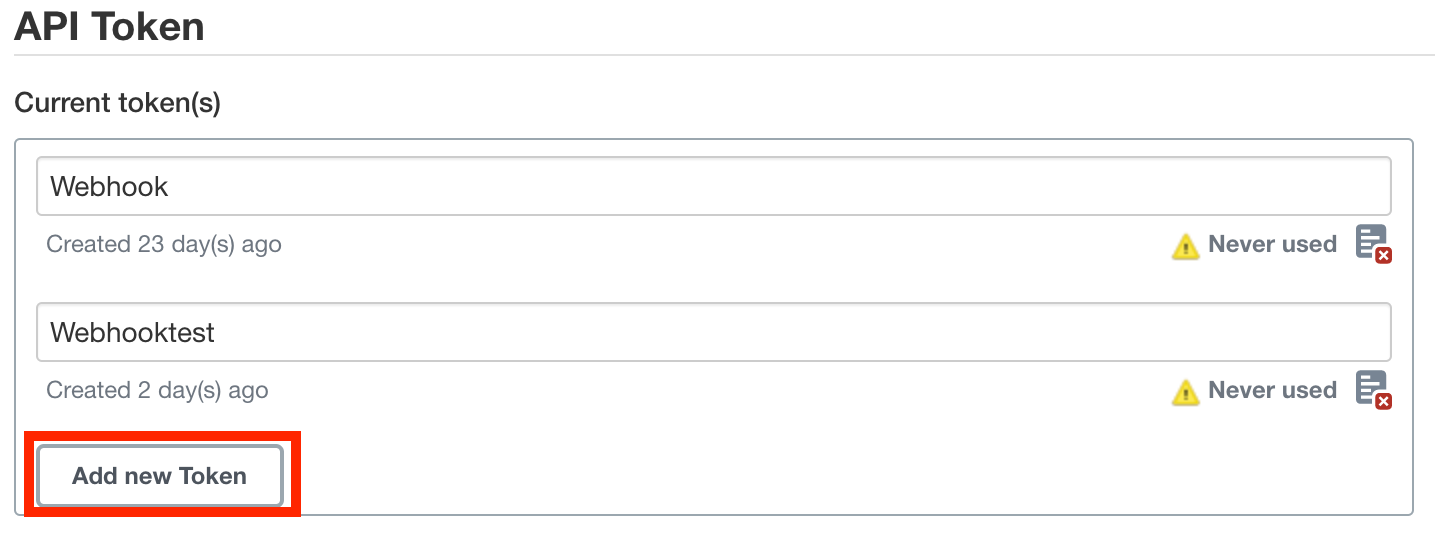 API Token
Current token(s)
Webhook
Created 23 day(s) ago
Never used
Webhooktest
Created 2 day(s) ago
Never used
Add new Token